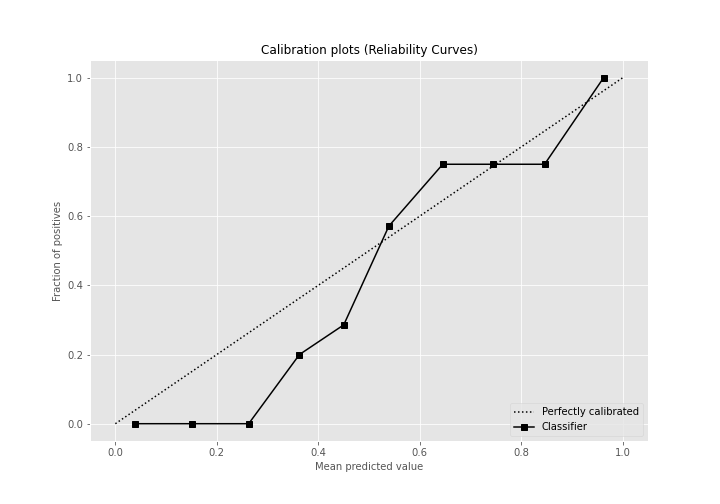 Calibration plots (Reliability Curves)
1.0
0.8
0.6
0.4
0.2
0.0
Fraction of positives
0.0 0.2 0.4 0.6 0.8 1.0
Mean predicted value
Perfectly calibrated
Classifier